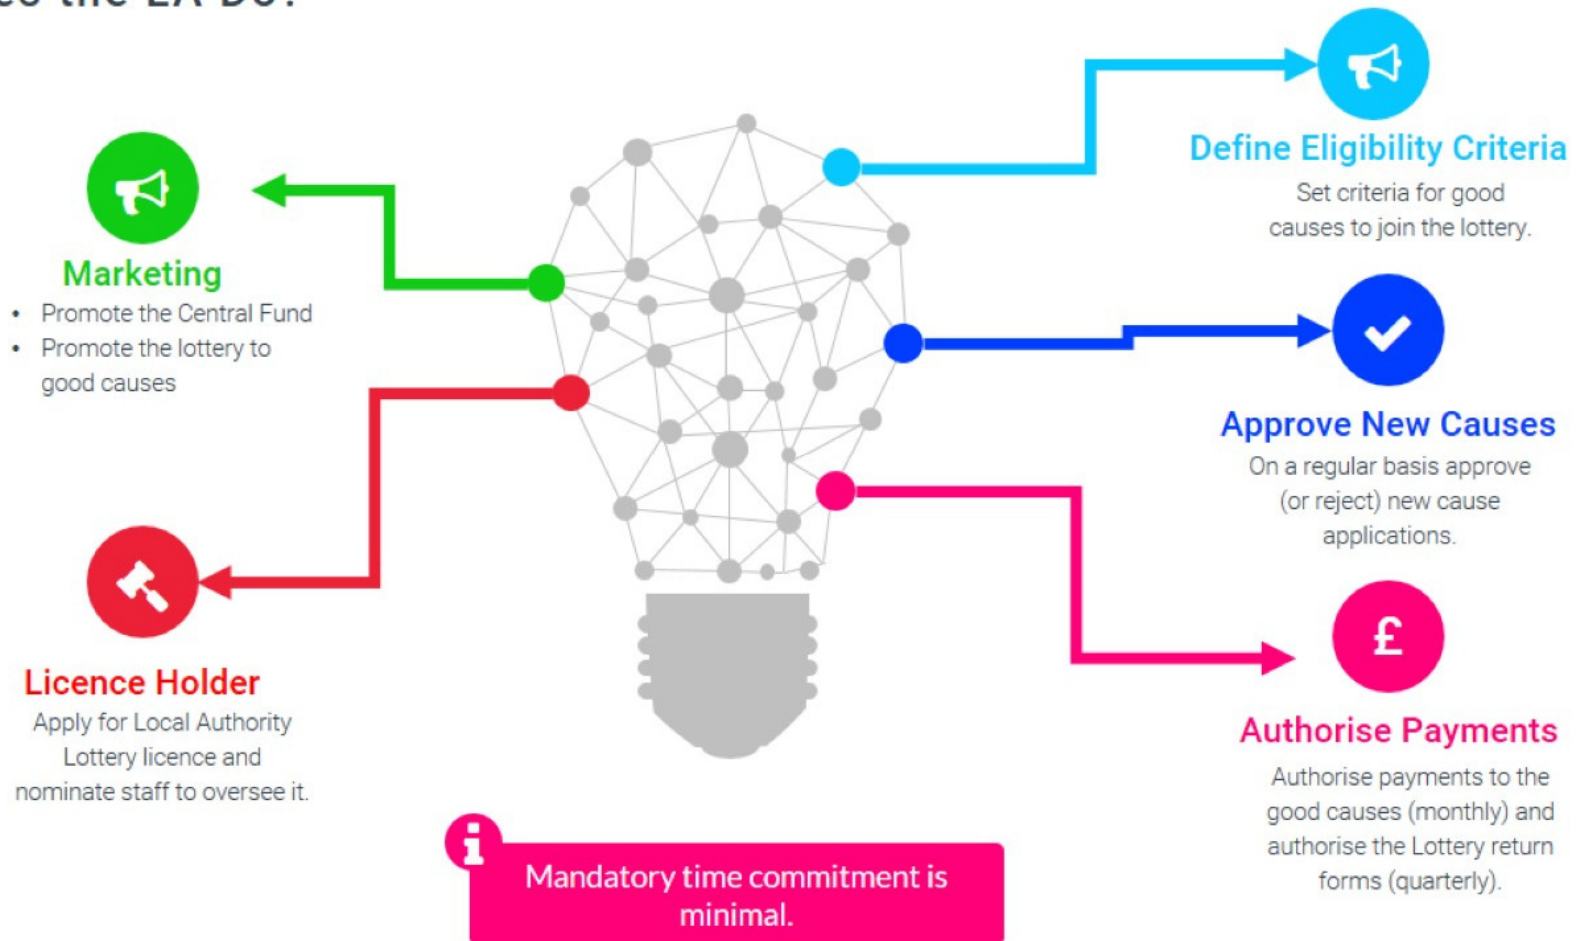 the LA Do?
Marketing
• Promote the Central Fund
• Promote the lottery to
good causes
Licence Holder
Apply for Local Authority
Lottery licence and
nominate staff to oversee it.
Define Eligibility Criteria
Set criteria for good
causes to join the lottery.
Approve New Causes
On a regular basis approve
(or reject) new cause
applications.
£
Authorise Payments
Authorise payments to the
good causes (monthly) and
authorise the Lottery return
forms (quarterly).
i
Mandatory time commitment is
minimal.